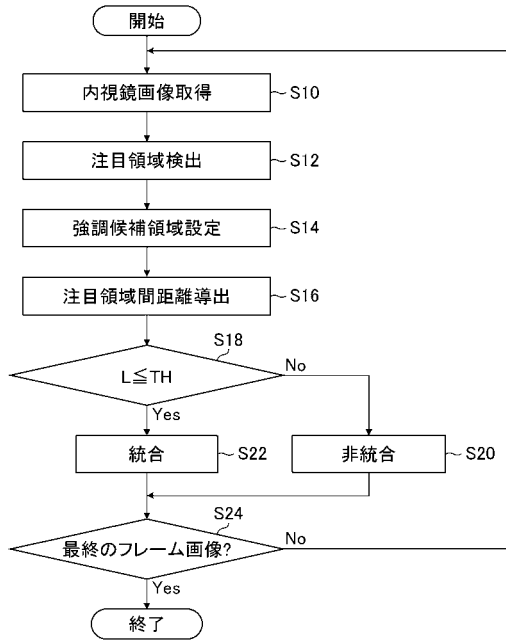 開始
内視鏡画像取得
S10
注目領域検出
S12
強調候補領域設定
S14
注目領域間距離導出
S16
S18
L≦TH
No
Yes
統合
S22
非統合
S20
S24
最終のフレーム画像?
No
Yes
終了